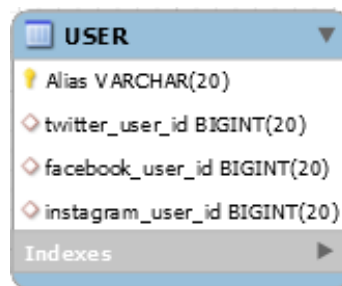 USER
Alias VARCHAR(20)
twitter_user_id BIGINT(20)
facebook_user_id BIGINT(20)
instagram_user_id BIGINT(20)
Indexes